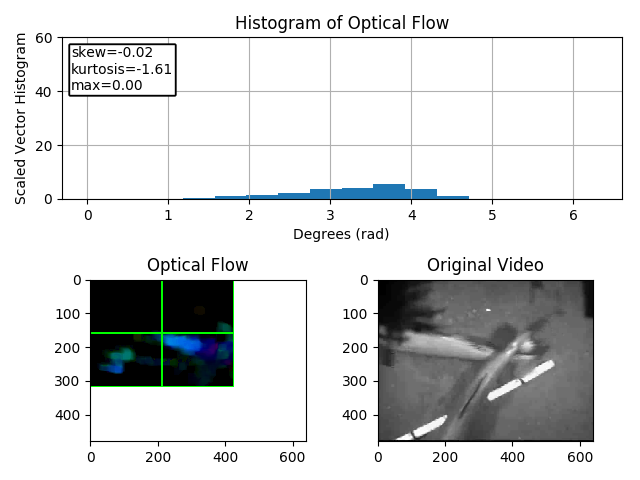 Histogram of Optical Flow
skew=-0.02
kurtosis=-1.61
max=0.00
Scaled Vector Histogram
60
40
20
0
0 1 2 3 4 5 6
Degrees (rad)
Optical Flow
0
100
200
300
400
0 200 400 600
Original Video
0
100
200
300
400
0 200 400 600